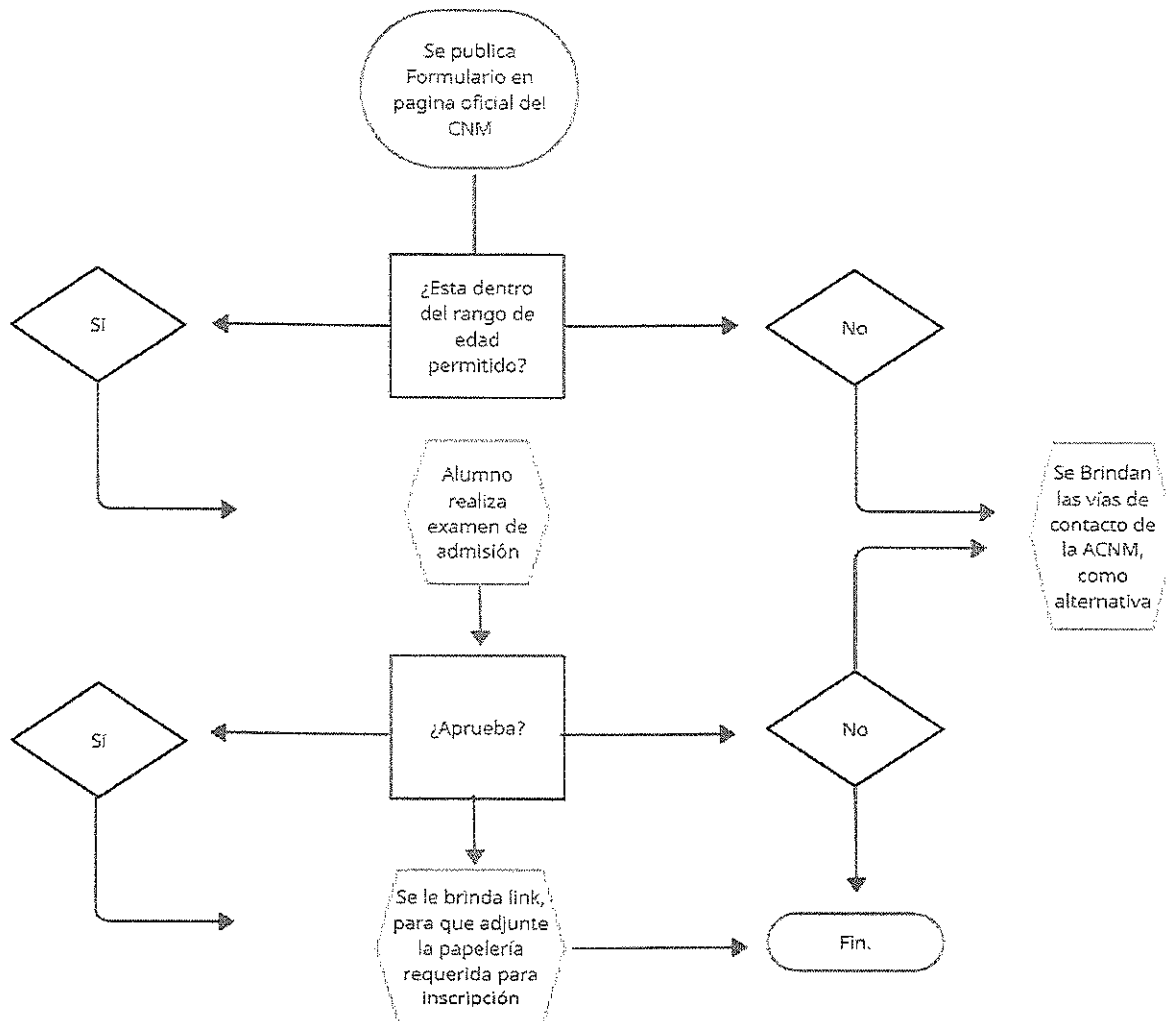 Se publica
Formulario en
pagina oficial del
CNM
¿Esta dentro
del rango de
edad
permitido?
Sí
No
Alumno
realiza
examen de
admisión
Se Brindan
las vías de
contacto de
la ACNM,
como
alternativa
¿Aprueba?
Sí
No
Se le brinda link,
para que adjunte
la papelería
requerida para
inscripción
Fin.